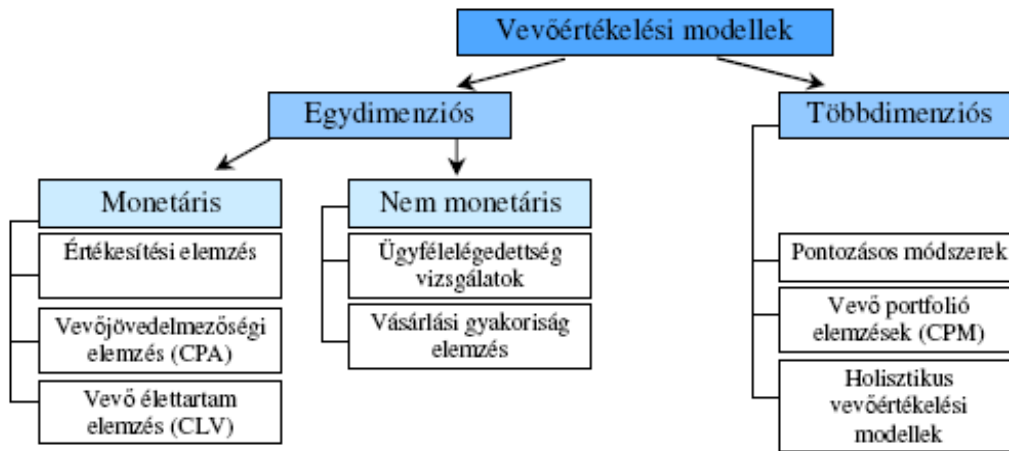 Vevőértékelési modellek
Egydimenziós
Többdimenziós
Monetáris
Nem monetáris
Értékesítési elemzés
Vevőjövedelmezőségi
elemzés (CPA)
Vevő élettartam
elemzés (CLV)
Ügyfélelégedettség
vizsgálatok
Vásárlási gyakoriság
elemzés
Pontozásos módszerek
Vevő portfolió
elemzések (CPM)
Holisztikus
vevőértékelési
modellek